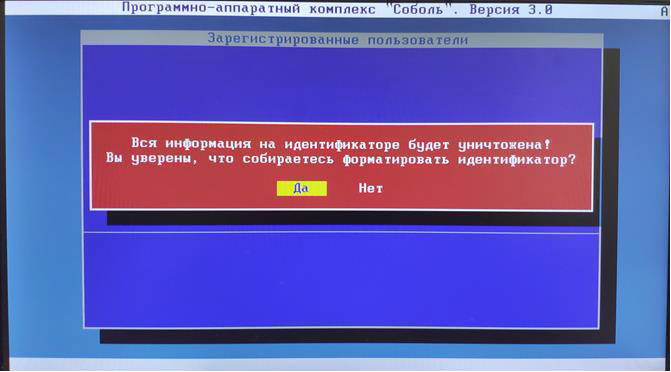 Программно-аппаратный комплекс "Соболь". Версия 3.0
А
Зарегистрированные пользователи
Вся информация на идентификаторе будет уничтожена!
Вы уверены, что собираетесь форматировать идентификатор?
Да Нет